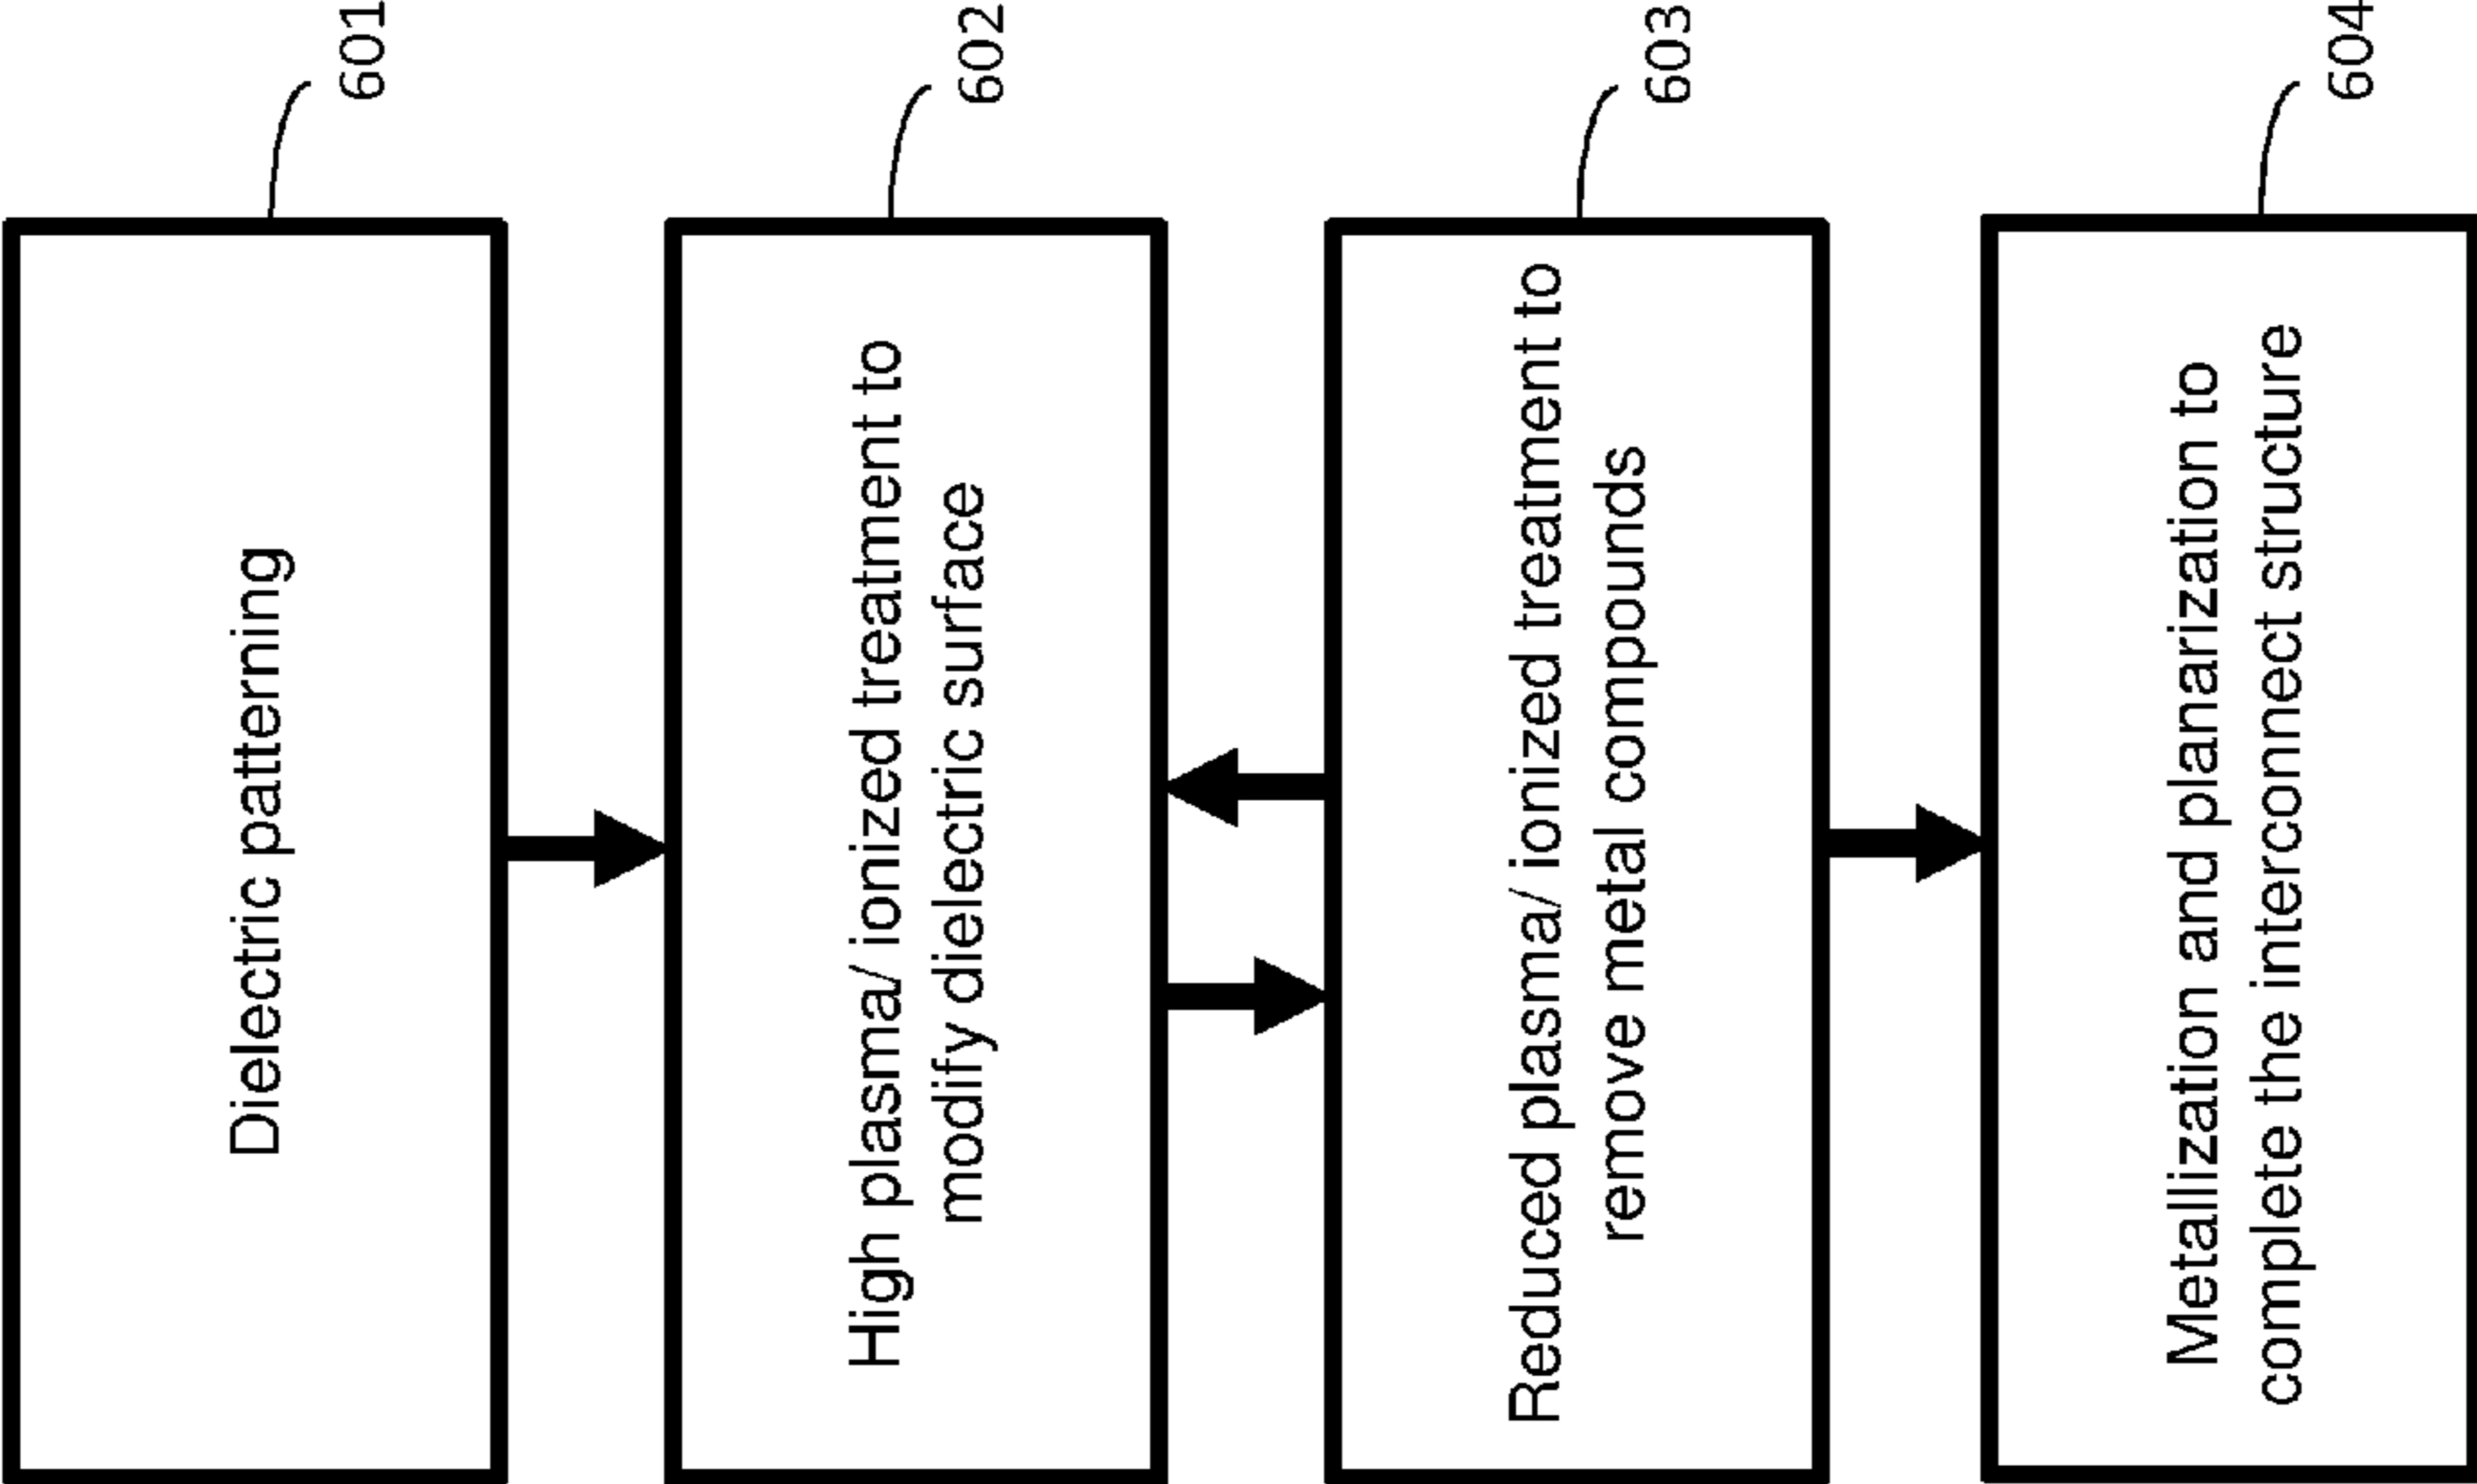 Dielectric patterning
601
High plasma/ ionized treatment to
modify dielectric surface
602
Reduced plasma/ ionized treatment to
remove metal compounds
603
Metallization and planarization to
complete the interconnect structure
604